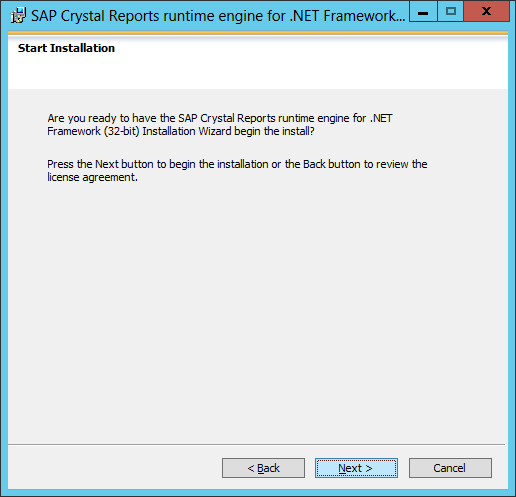 SAP Crystal Reports runtime engine for .NET Framework...
Start Installation
Are you ready to have the SAP Crystal Reports runtime engine for .NET
Framework (32-bit) Installation Wizard begin the install?
Press the Next button to begin the installation or the Back button to review the
license agreement.
< Back
Next >
Cancel